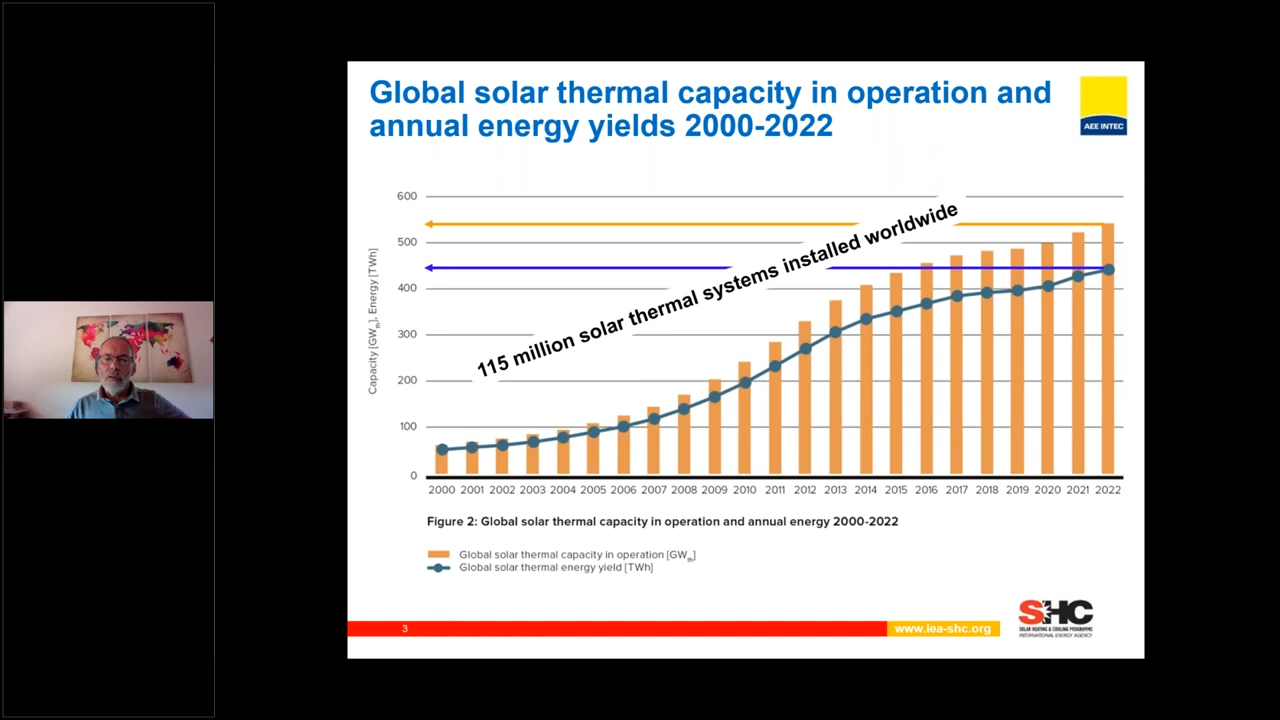 Global solar thermal capacity in operation and
annual energy yields 2000-2022
AEE INTEC
Capacity [GWth], Energy [TWh]
600
500
400
300
200
100
0
115 million solar thermal systems installed worldwide
2000 2001 2002 2003 2004 2005 2006 2007 2008 2009 2010 2011 2012 2013 2014 2015 2016 2017 2018 2019 2020 2021 2022
Figure 2: Global solar thermal capacity in operation and annual energy 2000-2022
Global solar thermal capacity in operation [GWth]
Global solar thermal energy yield [TWh]
3
www.iea-shc.org
SHC
SOLAR HEATING & COOLING PROGRAMME
INTERNATIONAL ENERGY AGENCY